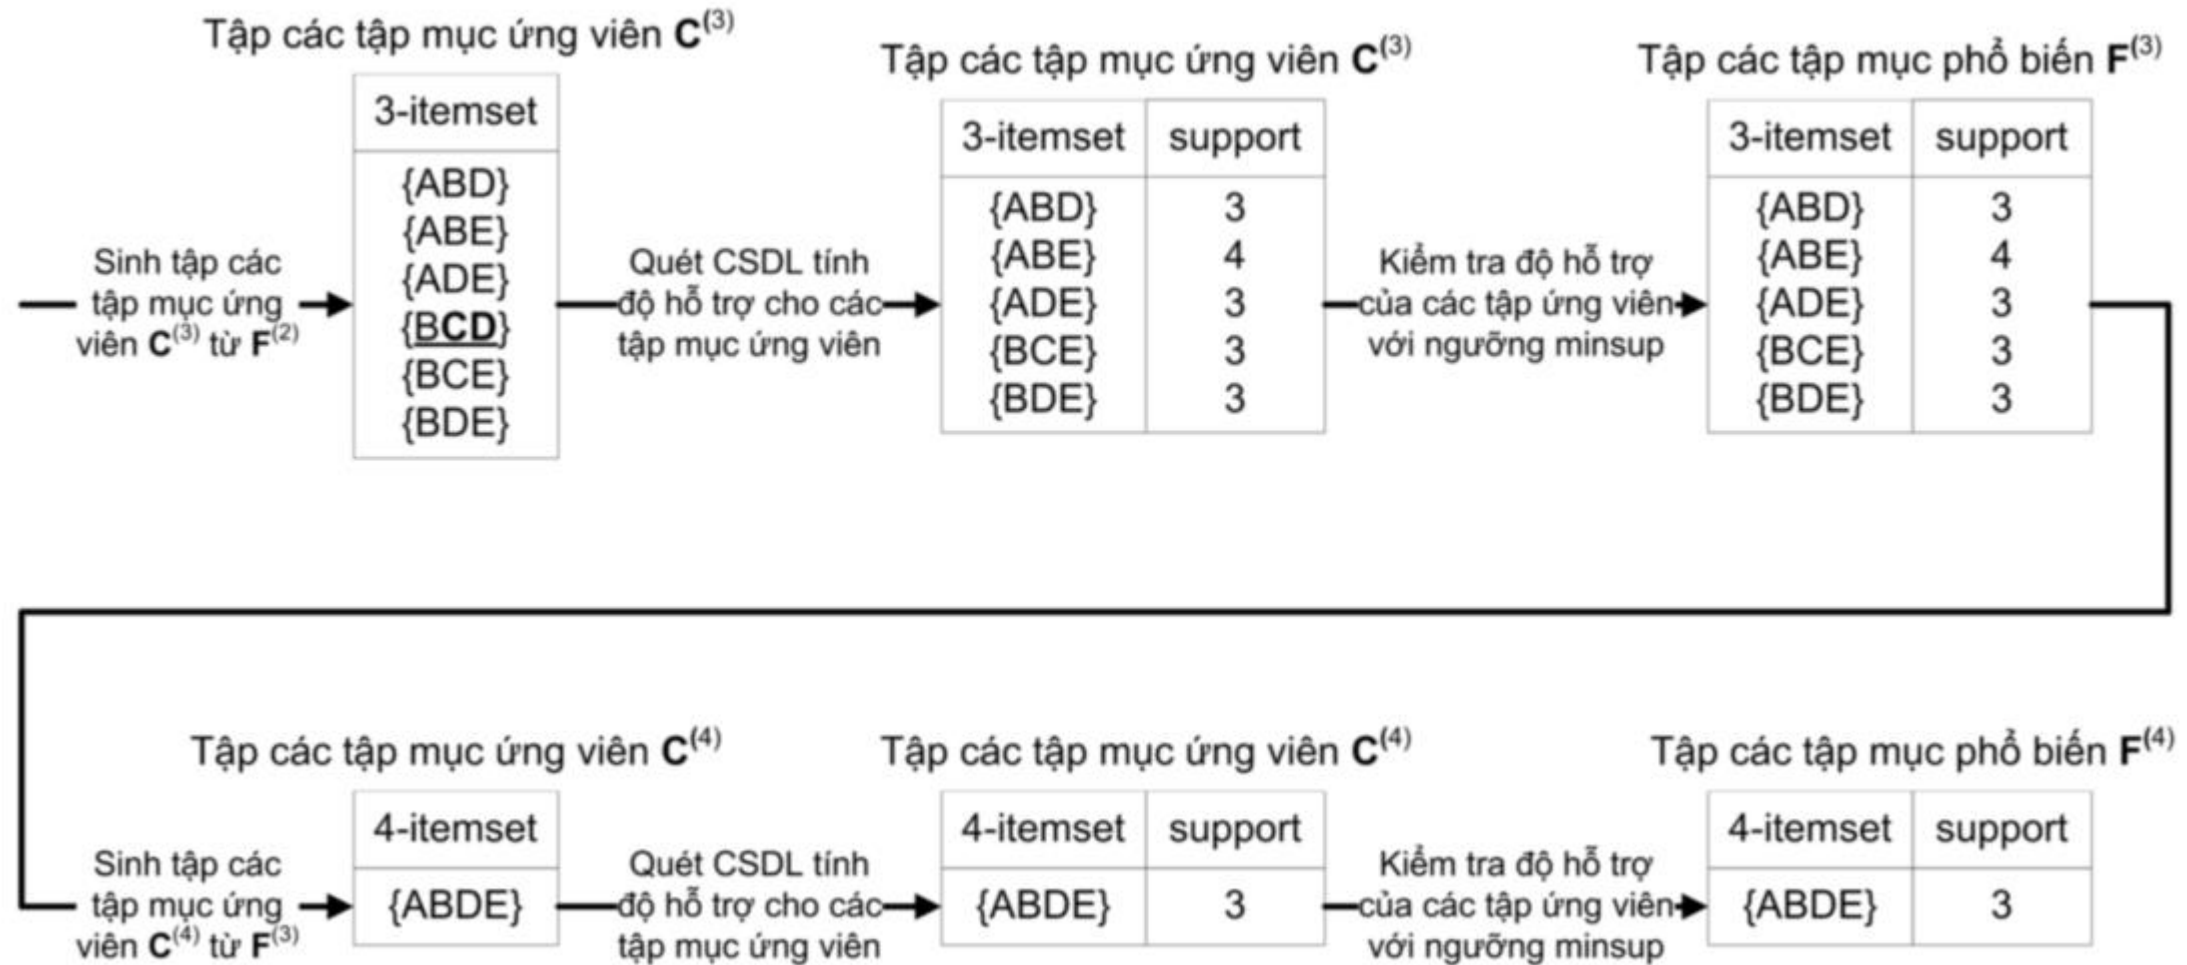 Tập các tập mục ứng viên C(3)
3-itemset
{ABD}
{ABE}
{ADE}
{BCD}
{BCE}
{BDE}
Sinh tập các
tập mục ứng
viên C(3) từ F(2)
Quét CSDL tính
độ hỗ trợ cho các
tập mục ứng viên
Tập các tập mục ứng viên C(3)
3-itemset support
{ABD} 3
{ABE} 4
{ADE} 3
{BCE} 3
{BDE} 3
Kiểm tra độ hỗ trợ
của các tập ứng viên
với ngưỡng minsup
Tập các tập mục phổ biến F(3)
3-itemset support
{ABD} 3
{ABE} 4
{ADE} 3
{BCE} 3
{BDE} 3
Sinh tập các
tập mục ứng
viên C(4) từ F(3)
Tập các tập mục ứng viên C(4)
4-itemset
{ABDE}
Quét CSDL tính
độ hỗ trợ cho các
tập mục ứng viên
Tập các tập mục ứng viên C(4)
4-itemset support
{ABDE} 3
Kiểm tra độ hỗ trợ
của các tập ứng viên
với ngưỡng minsup
Tập các tập mục phổ biến F(4)
4-itemset support
{ABDE} 3